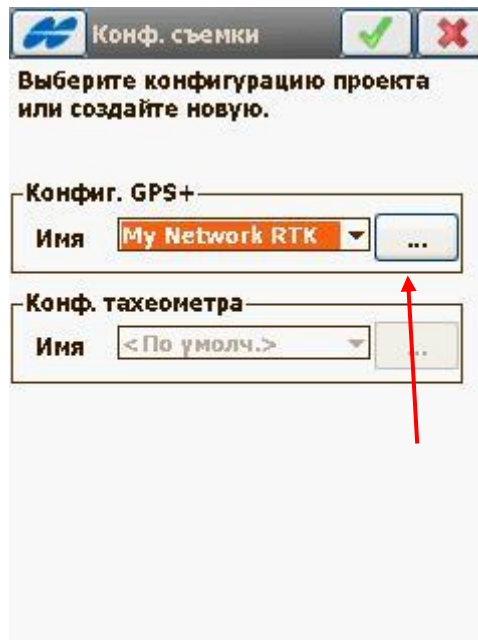 Конф. съемки
Выберите конфигурацию проекта
или создайте новую.
Конфиг. GPS+
Имя My Network RTK ...
Конф. тахеометра
Имя <По умолч.> ...